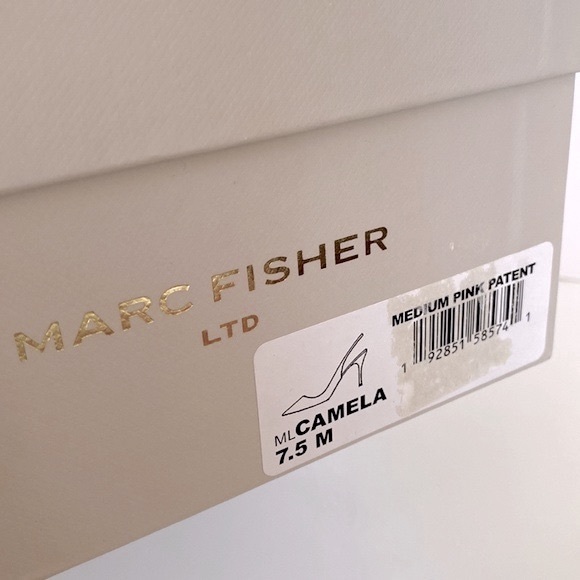 MARC FISHER
LTD
MEDIUM PINK PATENT
1 92851 58574 1
MLCAMELA
7.5 M